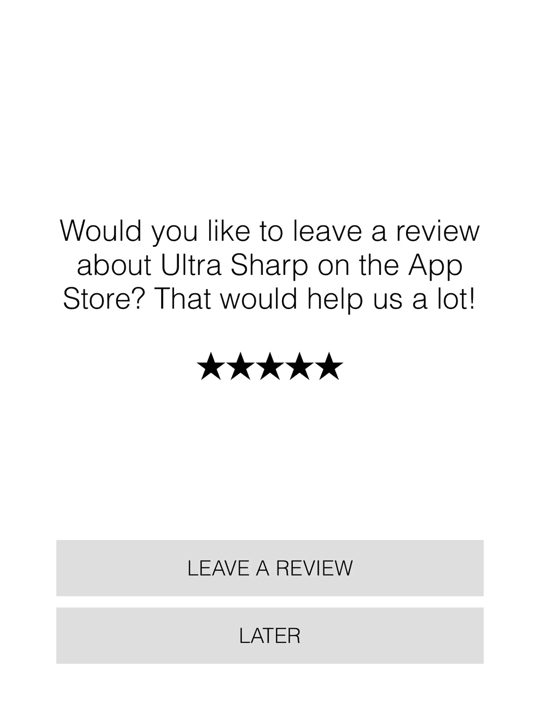 Would you like to leave a review
about Ultra Sharp on the App
Store? That would help us a lot!
★★★★★
LEAVE A REVIEW
LATER